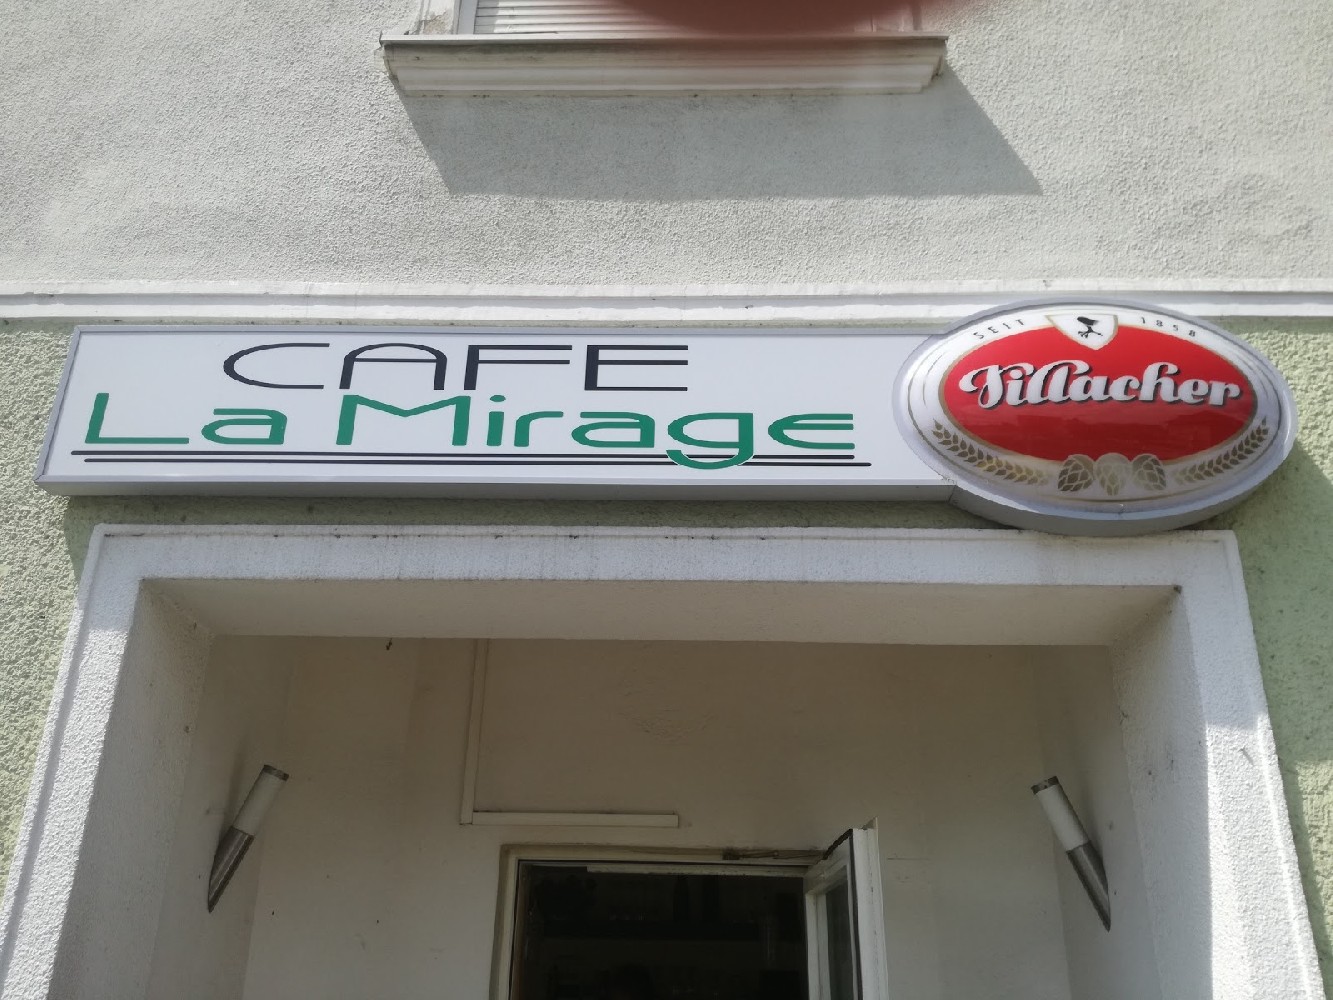 CAFE
La Mirage
SEIT 1858
Villacher